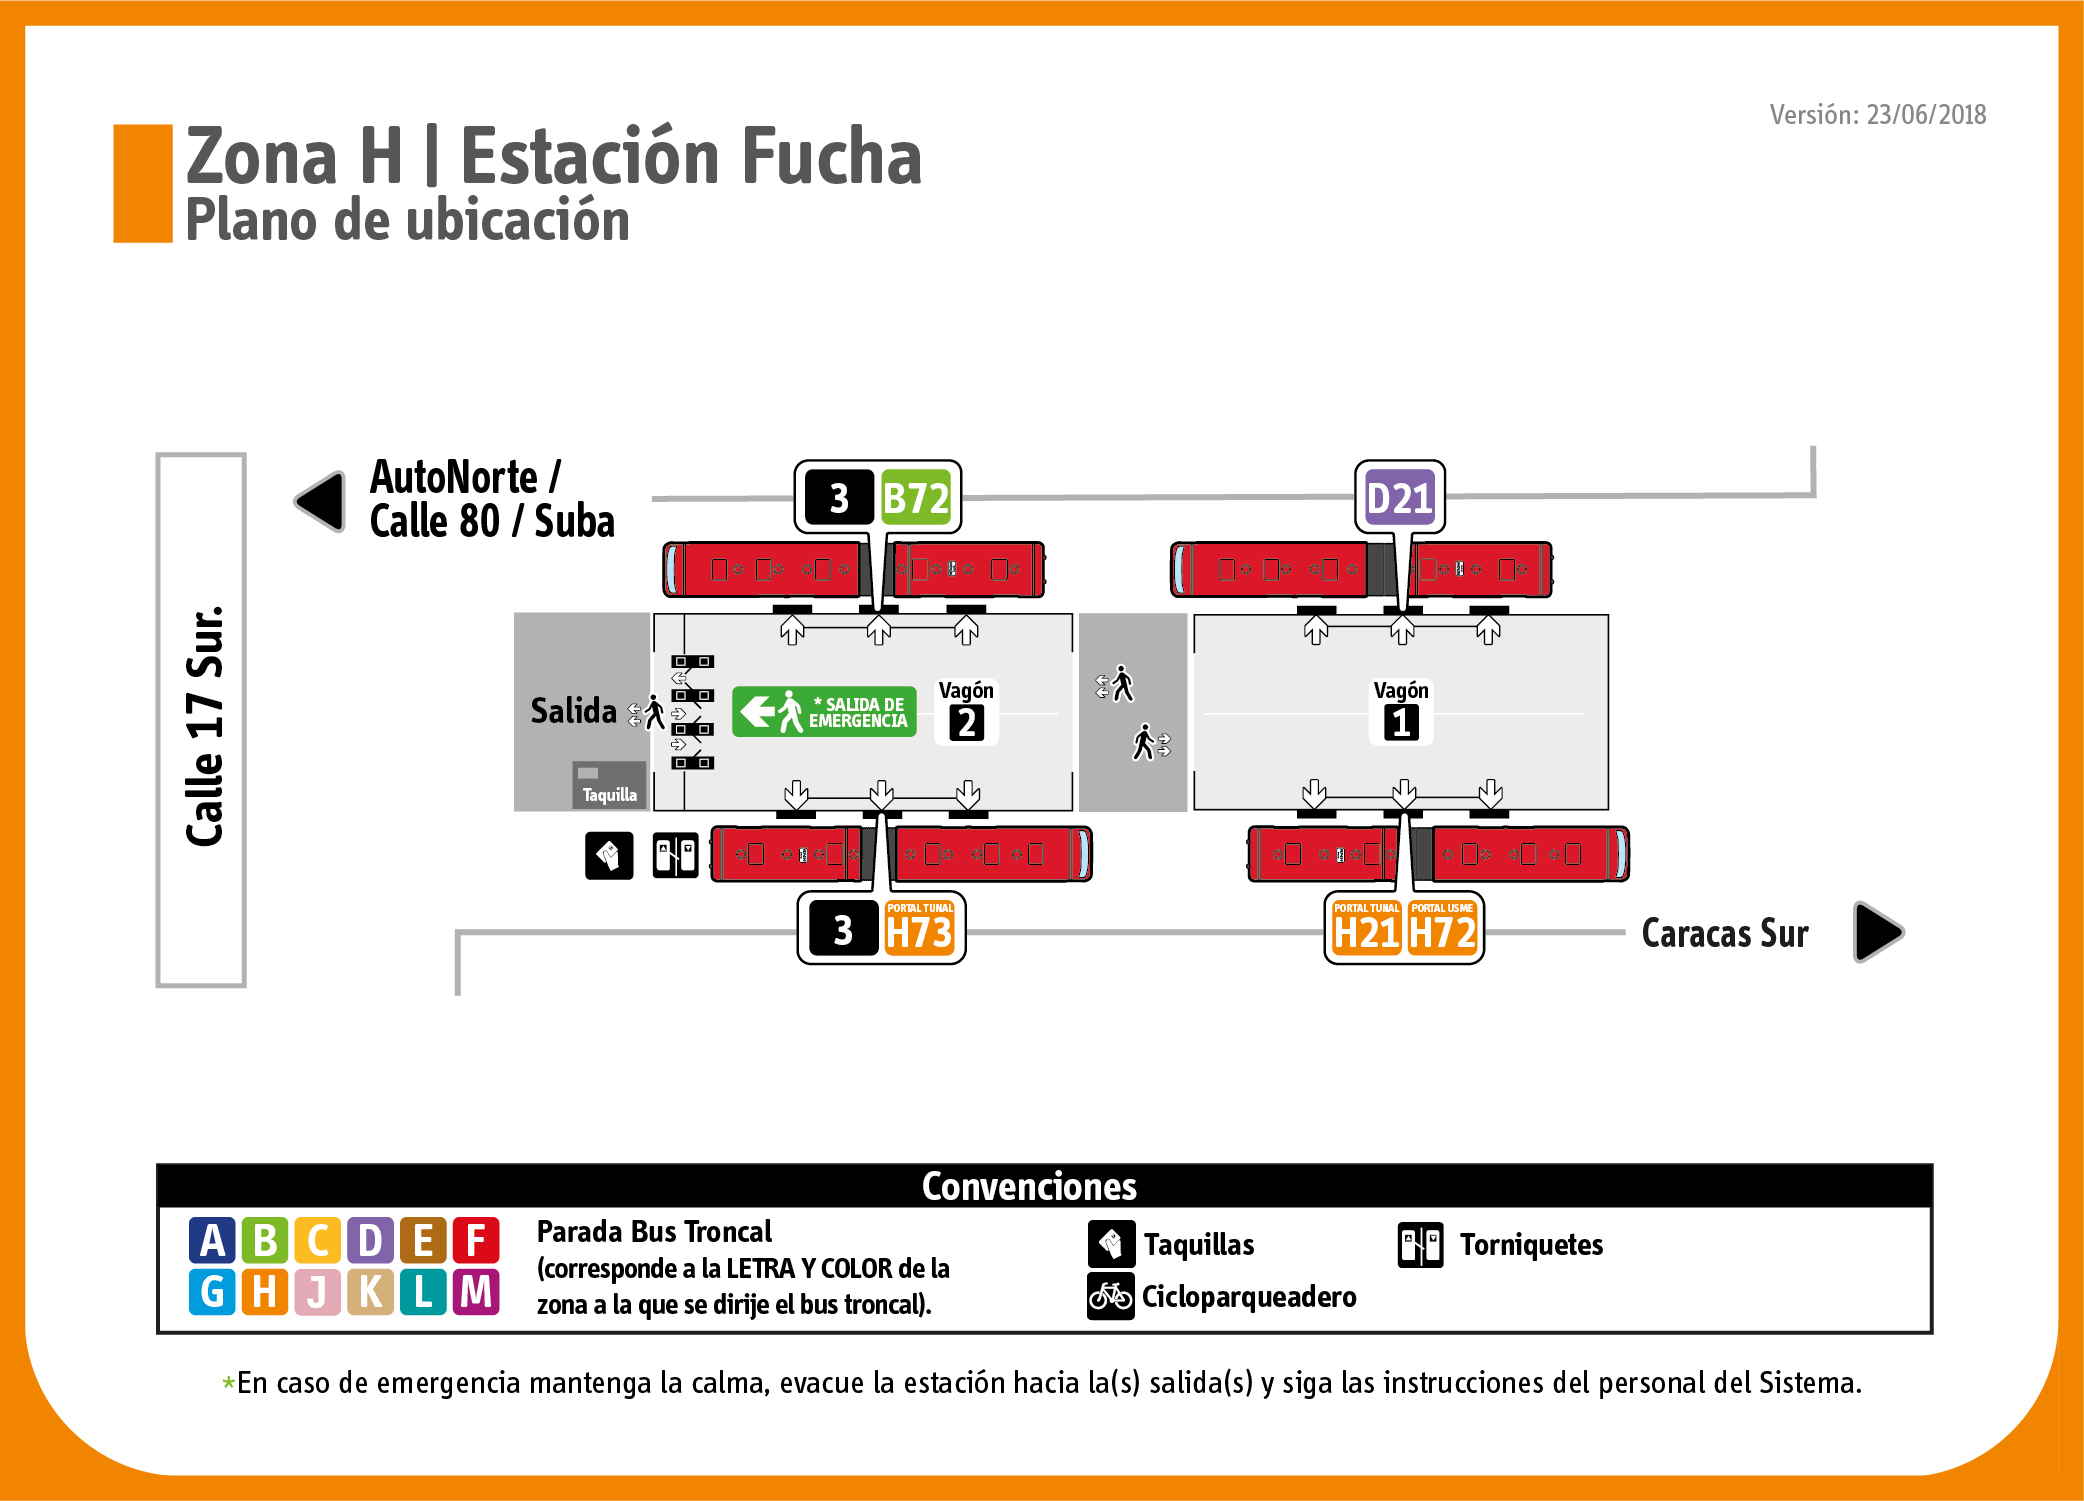 Versión: 23/06/2018
Zona H | Estación Fucha
Plano de ubicación
Calle 17 Sur.
AutoNorte /
Calle 80 / Suba
3 B72
D21
Salida
* SALIDA DE
EMERGENCIA
Vagón
2
Vagón
1
Taquilla
PORTAL TUNAL
3 H73
PORTAL TUNAL PORTAL USME
H21 H72
Caracas Sur
Convenciones
A B C D E F
G H J K L M
Parada Bus Troncal
(corresponde a la LETRA Y COLOR de la
zona a la que se dirije el bus troncal).
Taquillas
Cicloparqueadero
Torniquetes
*En caso de emergencia mantenga la calma, evacue la estación hacia la(s) salida(s) y siga las instrucciones del personal del Sistema.